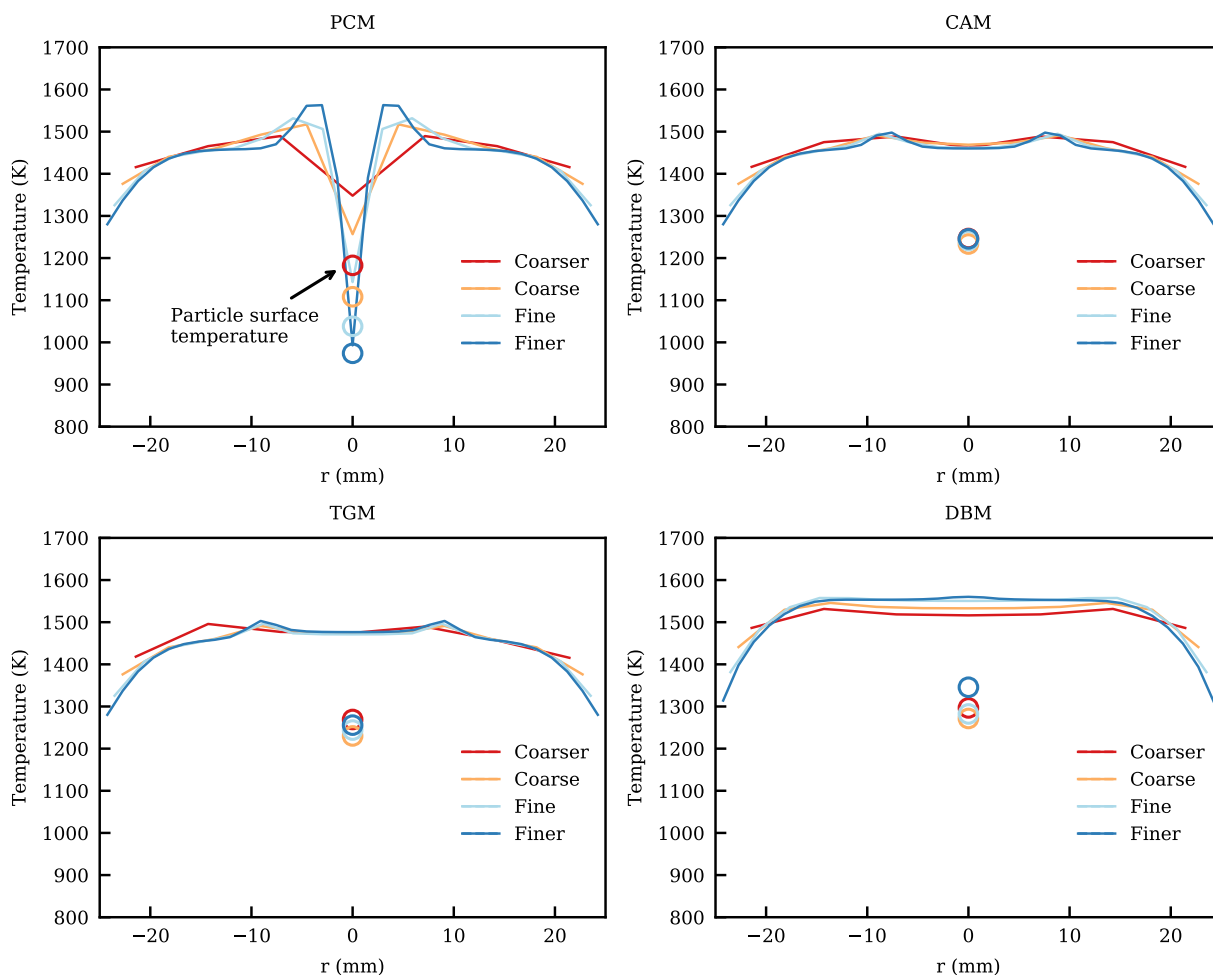 PCM
1700
1600
1500
1400
1300
1200
1100
1000
900
800
Temperature (K)
Particle surface
temperature
Coarser
Coarse
Fine
Finer
−20
−10
0
10
20
r (mm)
CAM
1700
1600
1500
1400
1300
1200
1100
1000
900
800
Temperature (K)
Coarser
Coarse
Fine
Finer
−20
−10
0
10
20
r (mm)
TGM
1700
1600
1500
1400
1300
1200
1100
1000
900
800
Temperature (K)
Coarser
Coarse
Fine
Finer
−20
−10
0
10
20
r (mm)
DBM
1700
1600
1500
1400
1300
1200
1100
1000
900
800
Temperature (K)
Coarser
Coarse
Fine
Finer
−20
−10
0
10
20
r (mm)